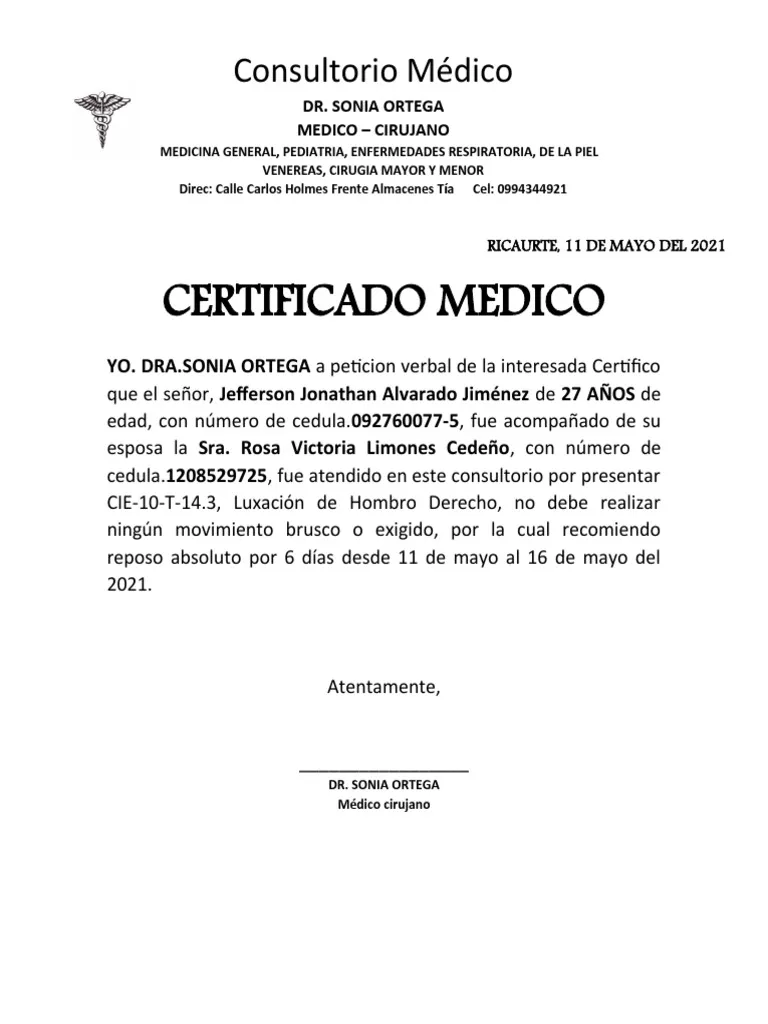 Consultorio Médico
DR. SONIA ORTEGA
MEDICO – CIRUJANO
MEDICINA GENERAL, PEDIATRIA, ENFERMEDADES RESPIRATORIA, DE LA PIEL
VENEREAS, CIRUGIA MAYOR Y MENOR
Direc: Calle Carlos Holmes Frente Almacenes Tía Cel: 0994344921
RICAURTE, 11 DE MAYO DEL 2021
CERTIFICADO MEDICO
YO. DRA.SONIA ORTEGA a peticion verbal de la interesada Certifico
que el señor, Jefferson Jonathan Alvarado Jiménez de 27 AÑOS de
edad, con número de cedula.092760077-5, fue acompañado de su
esposa la Sra. Rosa Victoria Limones Cedeño, con número de
cedula.1208529725, fue atendido en este consultorio por presentar
CIE-10-T-14.3, Luxación de Hombro Derecho, no debe realizar
ningún movimiento brusco o exigido, por la cual recomiendo
reposo absoluto por 6 días desde 11 de mayo al 16 de mayo del
2021.
Atentamente,
DR. SONIA ORTEGA
Médico cirujano